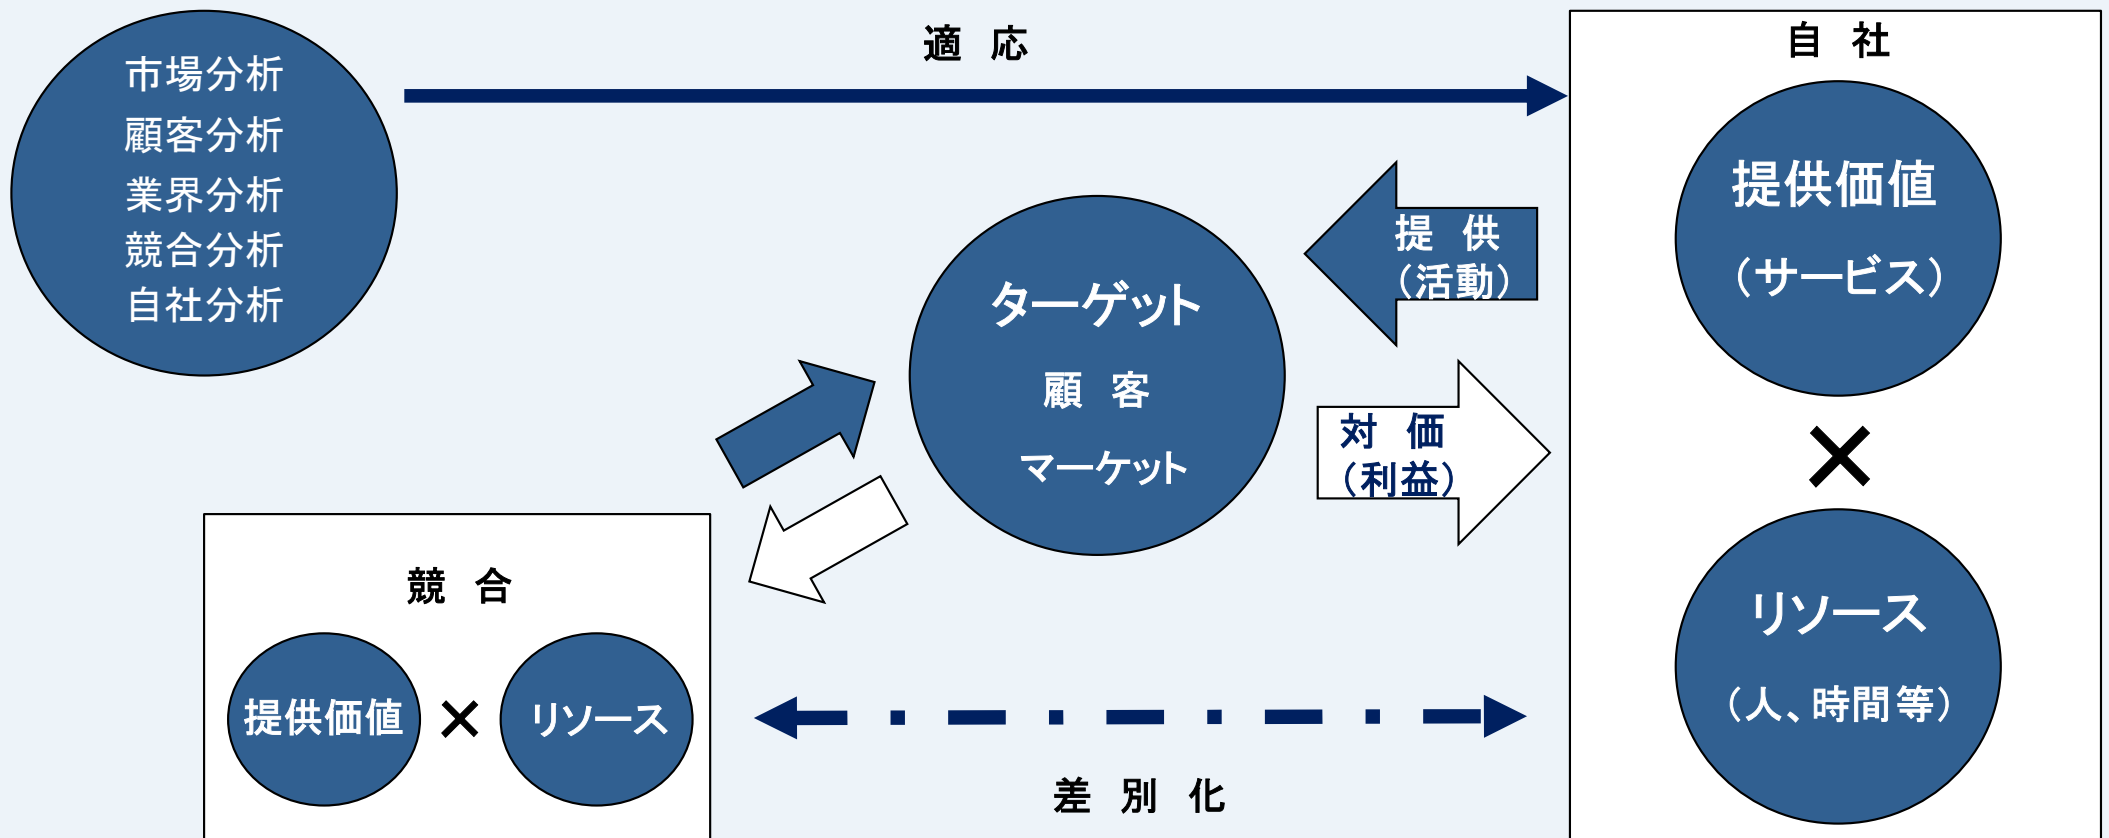 市場分析
顧客分析
業界分析
競合分析
自社分析
適 応
自 社
提供価値
（サービス）
×
リソース
（人、時間等）
提 供
（活動）
対 価
（利益）
ターゲット
顧 客
マーケット
競 合
提供価値 × リソース
差 別 化